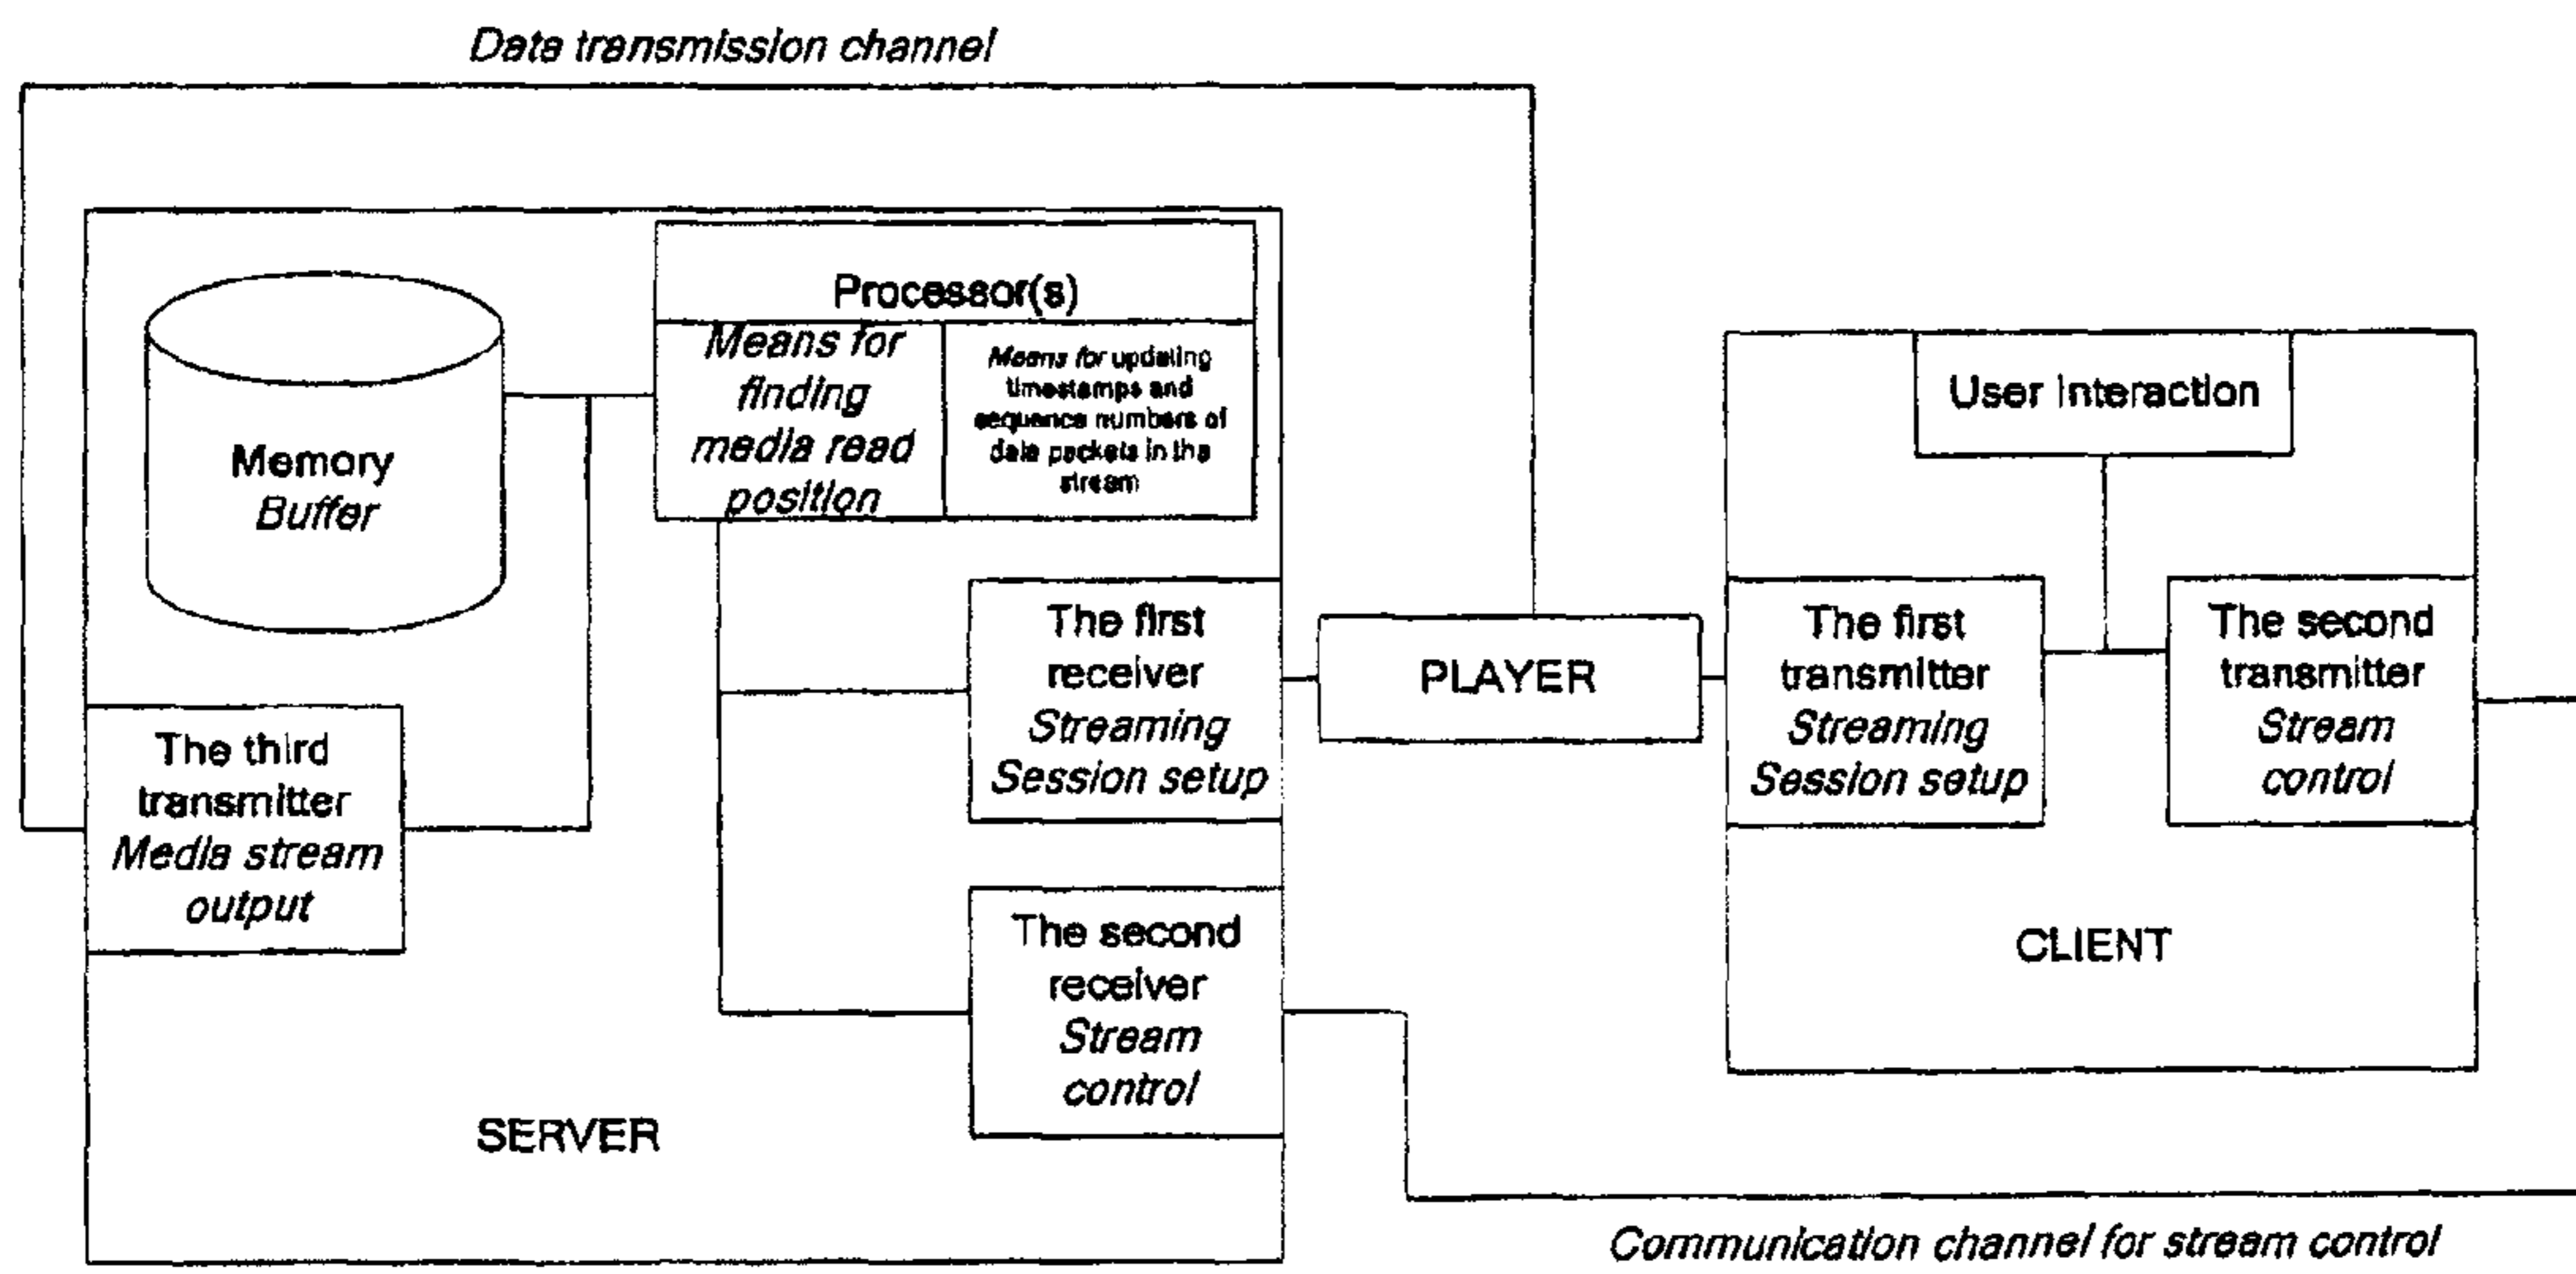 Data transmission channel
Processor(s)
Means for
finding
media read
position
Means for updating
timestamps and
sequence numbers of
data packets in the
stream
Memory
Buffer
User Interaction
The first
receiver
Streaming
Session setup
PLAYER
The first
transmitter
Streaming
Session setup
The second
transmitter
Stream
control
The third
transmitter
Media stream
output
The second
receiver
Stream
control
CLIENT
SERVER
Communication channel for stream control